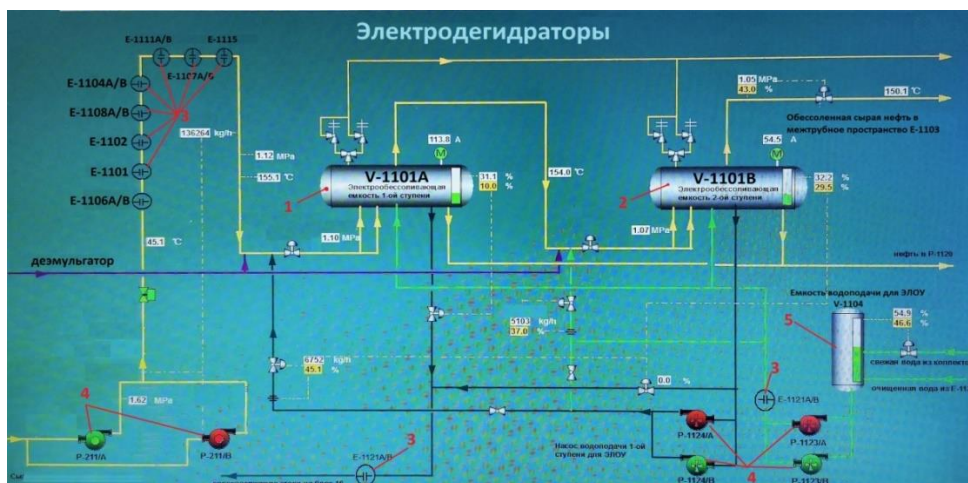 Электродегидраторы
E-1111A/B
E-1115
E-1107A/B
E-1104A/B
E-1108A/B
3
E-1102
E-1101
E-1106A/B
136264 kg/h
1.12 MPa
155.1 °C
45.1 °C
113.8 A
M
V-1101A
Электрообессоливающая
емкость 1-ой ступени
1
31.1 %
10.0 %
1.10 MPa
154.0 °C
54.5 A
M
V-1101B
Электрообессоливающая
емкость 2-ой ступени
2
32.2 %
29.5 %
1.07 MPa
1.05 MPa
43.0 %
150.1 °C
Обессоленная сырая нефть в
межтрубное пространство E-1103
деэмульгатор
нефть в P-1120
Емкость водоподачи для ЭЛОУ
V-1104
54.9 %
46.6 %
5
свежая вода из коллекто
очищенная вода из E-11
5103 kg/h
37.0 %
6752 kg/h
45.1 %
0.0 %
3
E-1121A/B
4
1.62 MPa
P-211/A
P-211/B
Сы
3
E-1121A/B
Насос водоподачи 1-ой
ступени для ЭЛОУ
P-1124/A
P-1123/A
4
P-1124/B
P-1123/B